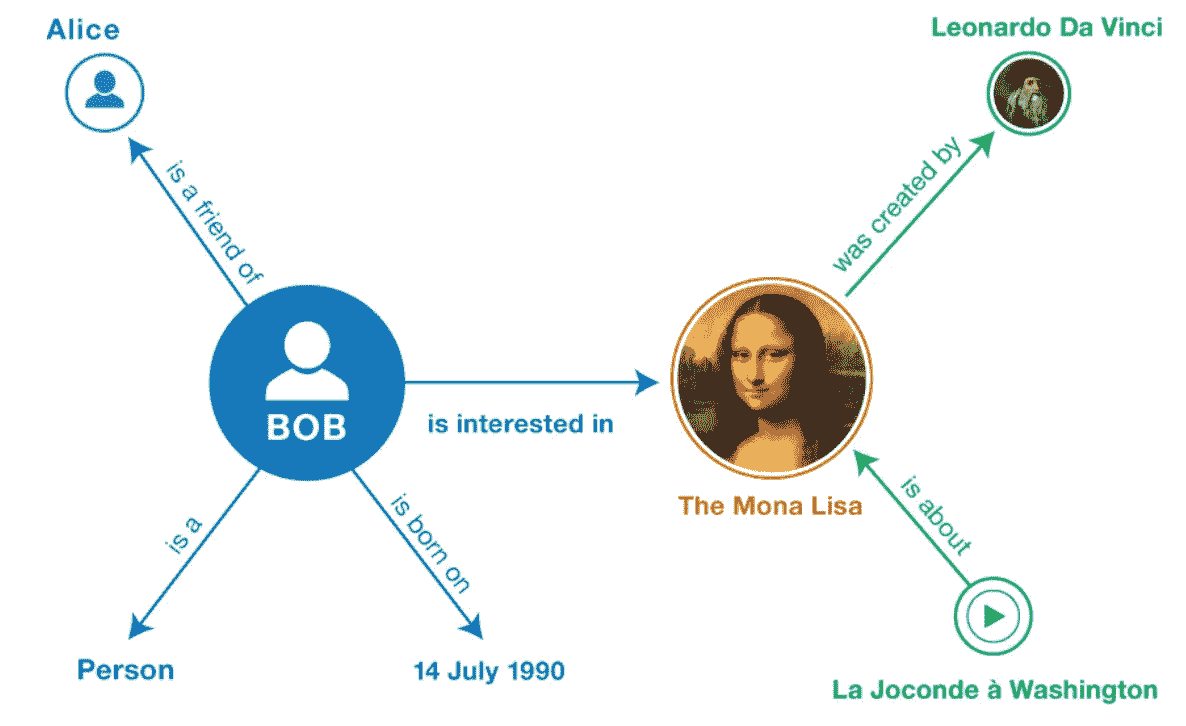 Alice
Leonardo Da Vinci
is a friend of
was created by
BOB
is interested in
The Mona Lisa
is a
is born on
is about
Person
14 July 1990
La Joconde à Washington